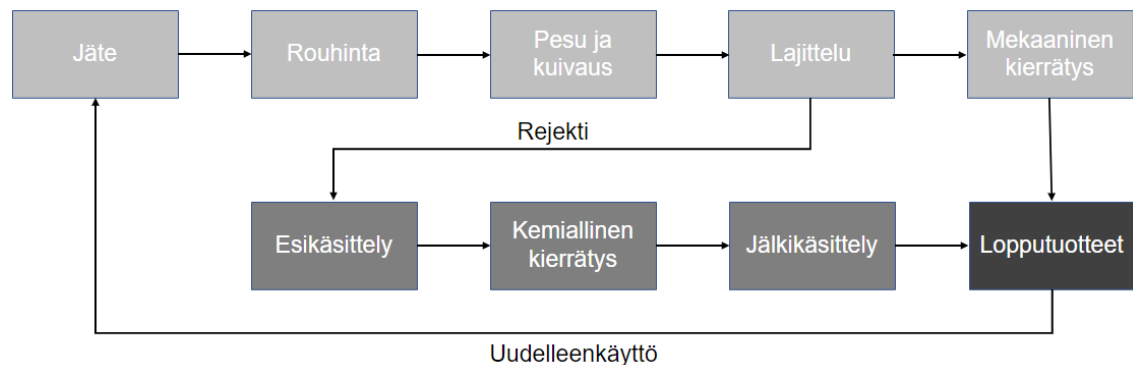 Jäte
Rouhinta
Pesu ja
kuivaus
Lajittelu
Mekaaninen
kierrätys
Rejekti
Esikäsittely
Kemiallinen
kierrätys
Jälkikäsittely
Lopputuotteet
Uudelleenkäyttö